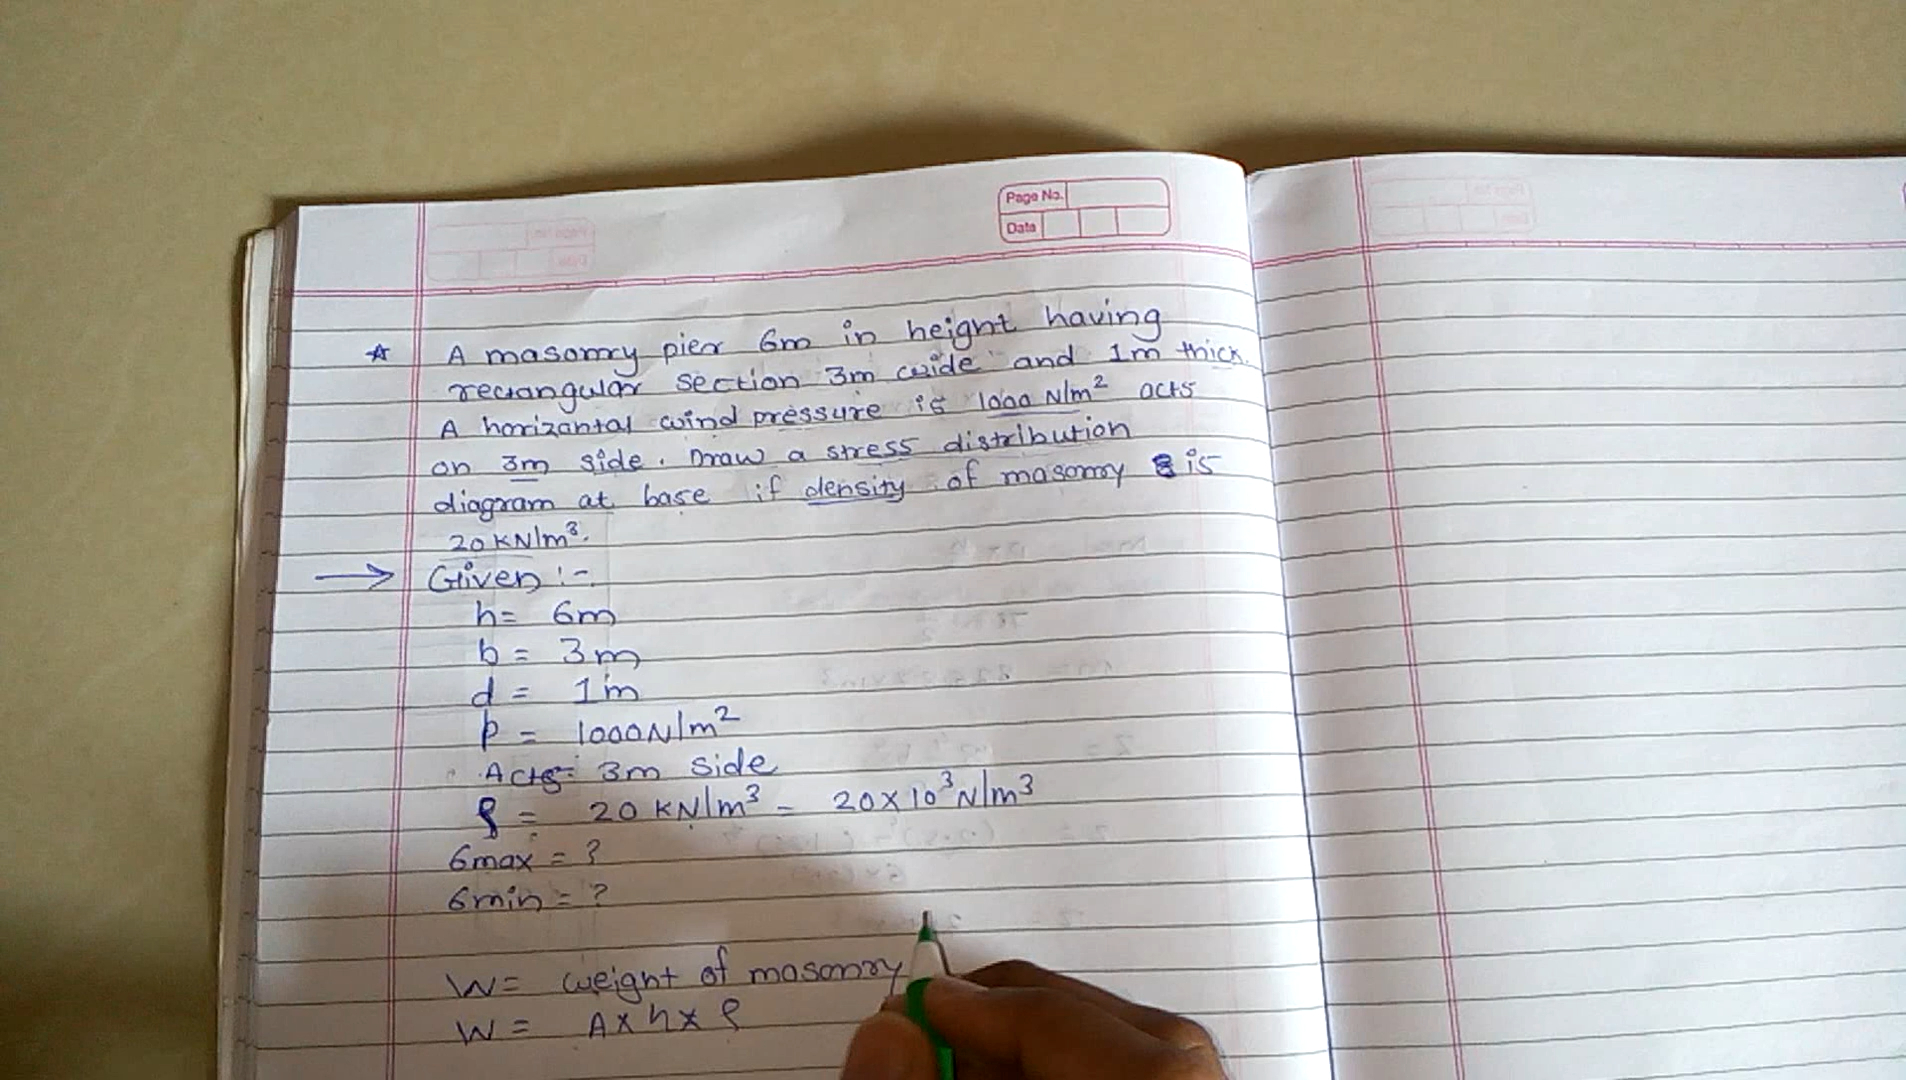 Page No.
Date
☆ A masonry pier 6m in height having
rectangular section 3m wide and 1m thick.
A horizantal wind pressure is 1000 N/m² acts
on 3m side. Draw a stress distribution
diagram at base if density of masonry is
20 KN/m³.
→ Given :-
h = 6m
b = 3m
d = 1m
P = 1000N/m²
Acts = 3m side
ρ = 20 KN/m³ = 20×10³N/m³
σmax = ?
σmin = ?
W = weight of masonry
W = A×h×ρ